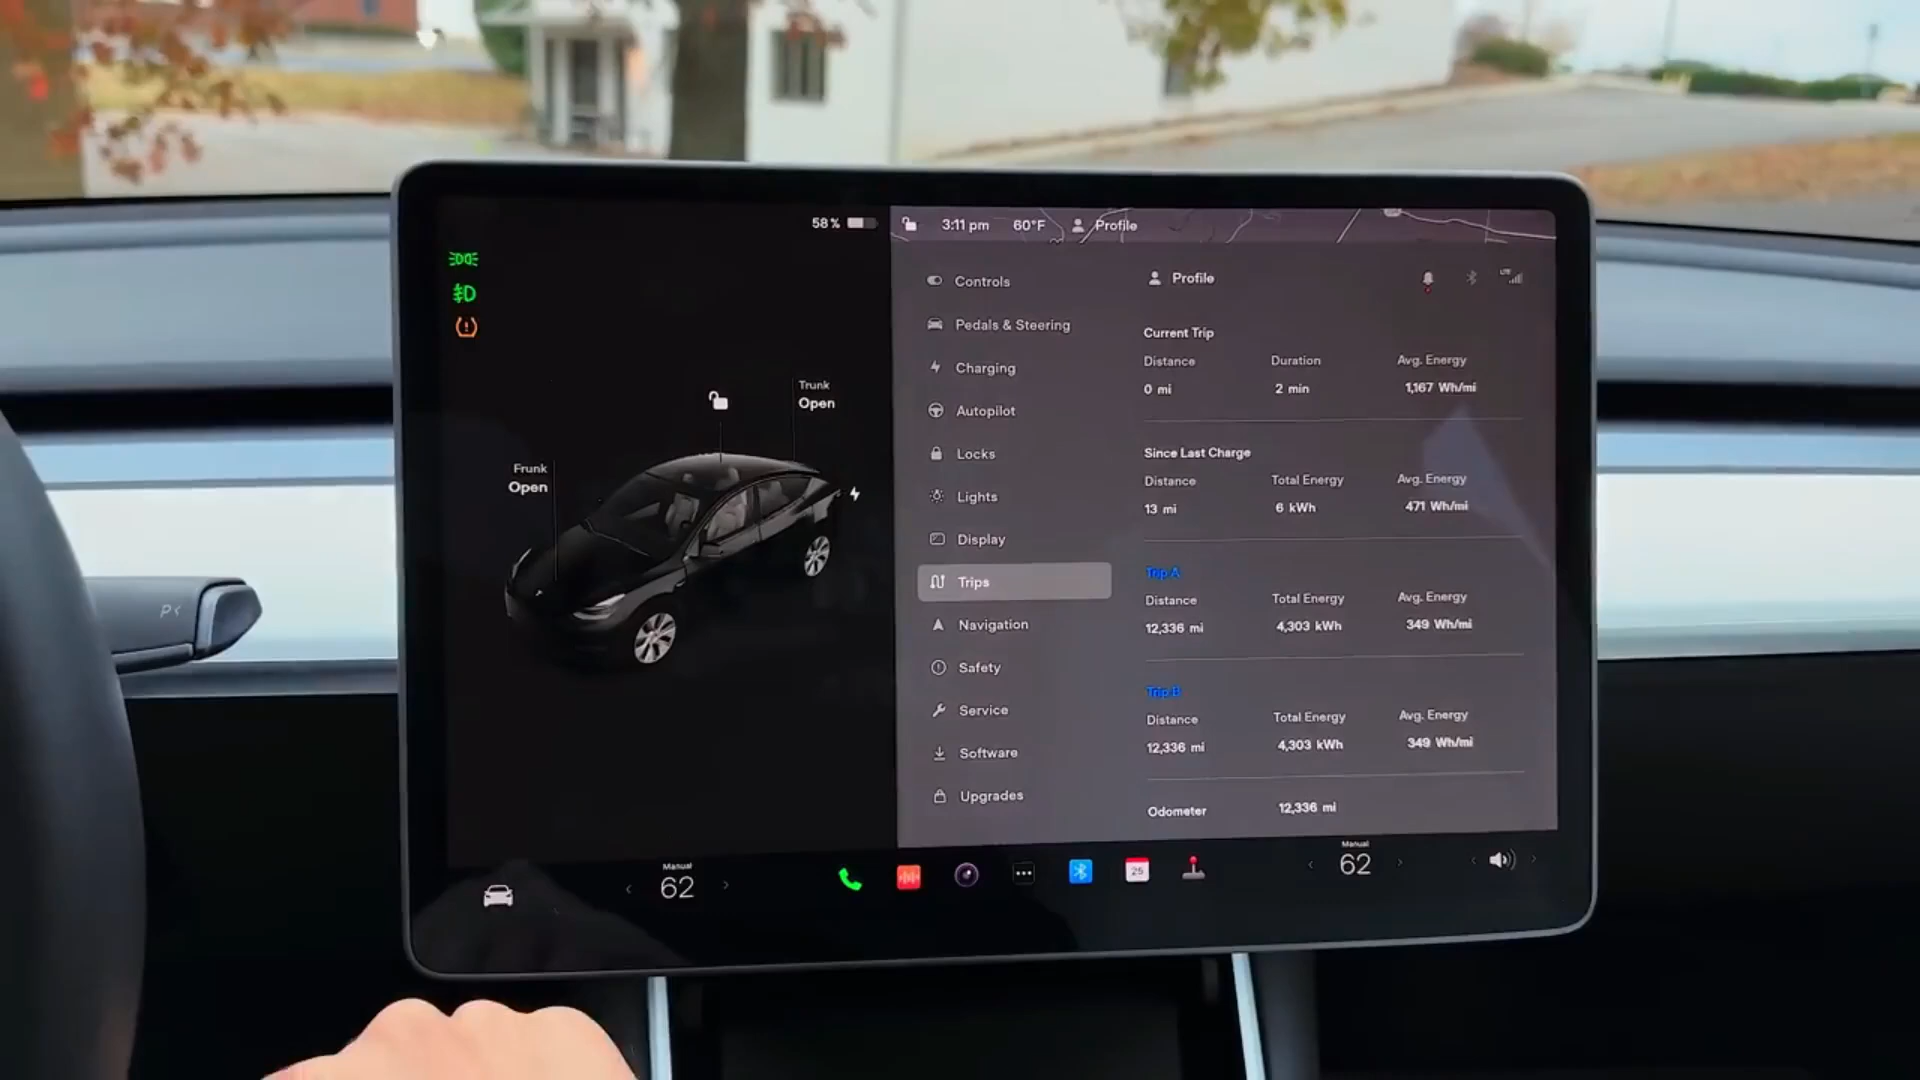 58 %
3:11 pm 60°F Profile
Trunk
Open
Frunk
Open
Controls
Pedals & Steering
Charging
Autopilot
Locks
Lights
Display
Trips
Navigation
Safety
Service
Software
Upgrades
Profile
LTE
Current Trip
Distance Duration Avg. Energy
0 mi 2 min 1,167 Wh/mi
Since Last Charge
Distance Total Energy Avg. Energy
13 mi 6 kWh 471 Wh/mi
Trip A
Distance Total Energy Avg. Energy
12,336 mi 4,303 kWh 349 Wh/mi
Trip B
Distance Total Energy Avg. Energy
12,336 mi 4,303 kWh 349 Wh/mi
Odometer 12,336 mi
Manual
62
25
Manual
62
P